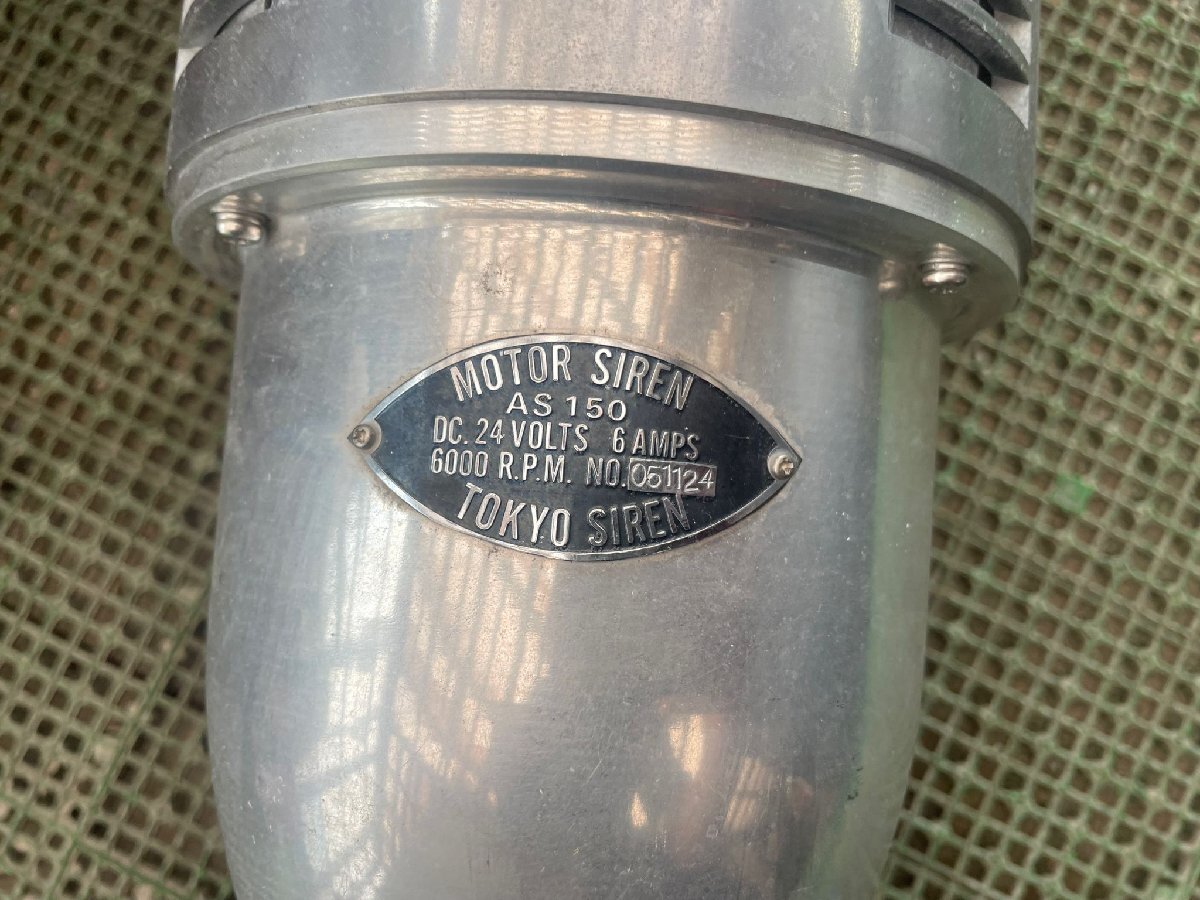 MOTOR SIREN
AS 150
DC. 24 VOLTS 6 AMPS
6000 R.P.M. NO. 051124
TOKYO SIREN